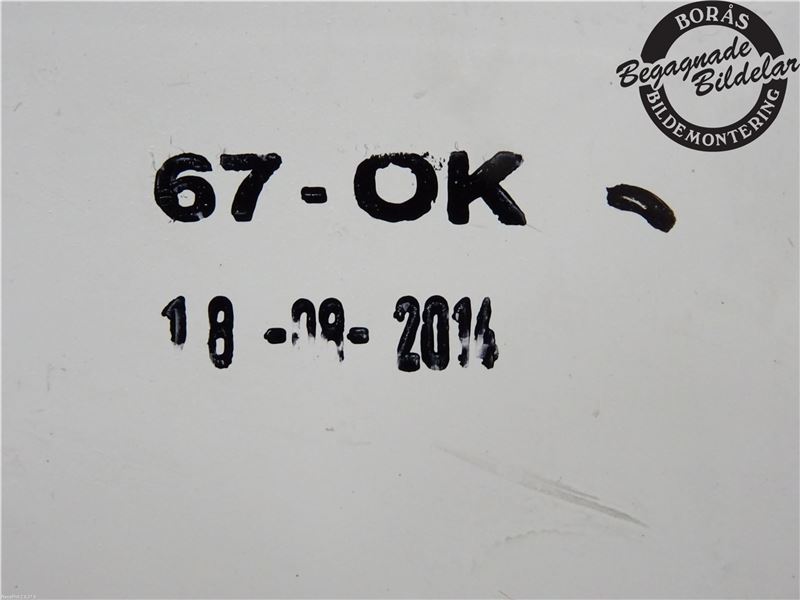 BORÅS
Begagnade
Bildelar
BILDEMONTERING
67-OK
18-09-2014